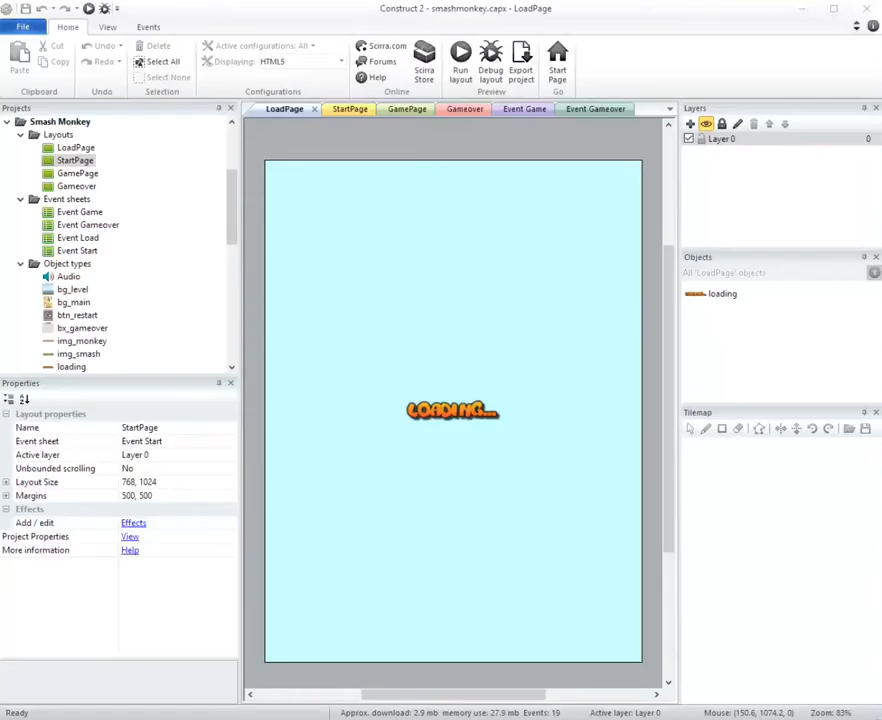 Construct 2 - smashmonkey.capx - LoadPage
File Home View Events
Paste
Cut
Copy
Clipboard
Undo
Redo
Undo
Delete
Select All
Select None
Selection
Active configurations: All
Displaying: HTML5
Configurations
Scirra.com
Forums
Help
Scirra Store
Online
Run layout
Debug layout
Export project
Preview
Start Page
Go
Projects
Smash Monkey
Layouts
LoadPage
StartPage
GamePage
Gameover
Event sheets
Event Game
Event Gameover
Event Load
Event Start
Object types
Audio
bg_level
bg_main
btn_restart
bx_gameover
img_monkey
img_smash
loading
Properties
Layout properties
Name StartPage
Event sheet Event Start
Active layer Layer 0
Unbounded scrolling No
Layout Size 768, 1024
Margins 500, 500
Effects
Add / edit Effects
Project Properties View
More information Help
LoadPage StartPage GamePage Gameover Event Game Event Gameover
LOADING...
Layers
Layer 0 0
Objects
All 'LoadPage' objects
loading
Tilemap
Ready Approx. download: 2.9 mb memory use: 27.9 mb Events: 19 Active layer: Layer 0 Mouse: (150.6, 1074.2, 0) Zoom: 83%